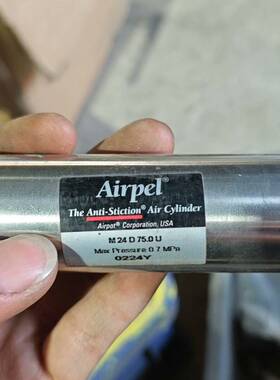 Airpel®
The Anti-Stiction® Air Cylinder
Airpot® Corporation, USA
M 24 D 75.0 U
Max Pressure 0.7 MPa
0224Y